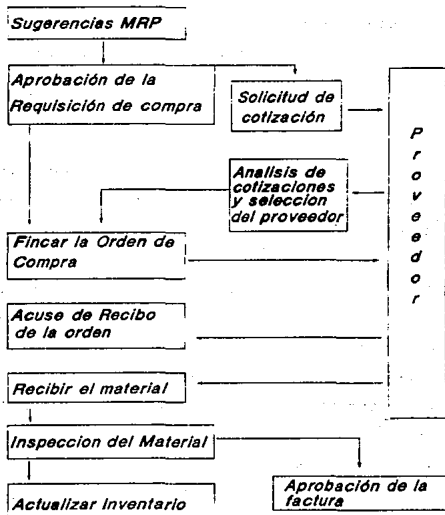 Sugerencias MRP
Aprobación de la
Requisición de compra
Solicitud de
cotización
Proveedor
Analisis de
cotizaciones
y seleccion
del proveedor
Fincar la Orden de
Compra
Acuse de Recibo
de la orden
Recibir el material
Inspeccion del Material
Actualizar Inventario
Aprobación de la
factura